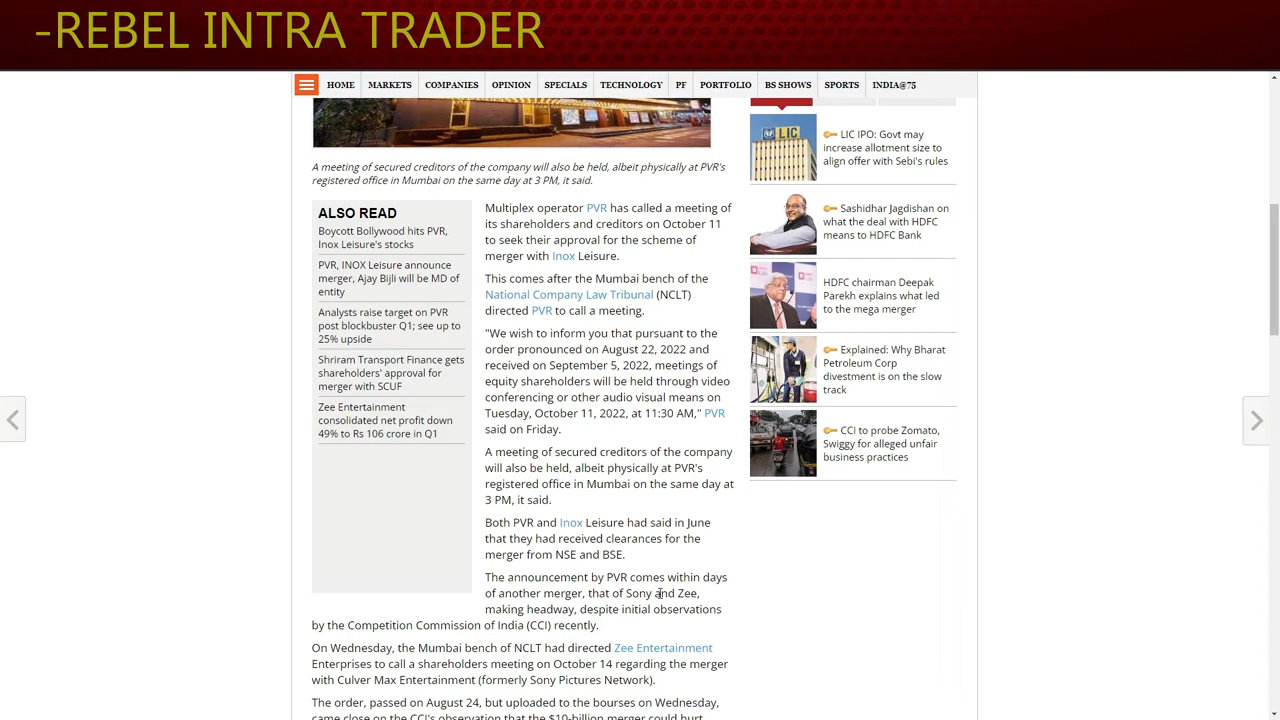 -REBEL INTRA TRADER
HOME MARKETS COMPANIES OPINION SPECIALS TECHNOLOGY PF PORTFOLIO BS SHOWS SPORTS INDIA@75
A meeting of secured creditors of the company will also be held, albeit physically at PVR's
registered office in Mumbai on the same day at 3 PM, it said.
ALSO READ
Boycott Bollywood hits PVR,
Inox Leisure's stocks
PVR, INOX Leisure announce
merger, Ajay Bijli will be MD of
entity
Analysts raise target on PVR
post blockbuster Q1; see up to
25% upside
Shriram Transport Finance gets
shareholders' approval for
merger with SCUF
Zee Entertainment
consolidated net profit down
49% to Rs 106 crore in Q1
Multiplex operator PVR has called a meeting of
its shareholders and creditors on October 11
to seek their approval for the scheme of
merger with Inox Leisure.
This comes after the Mumbai bench of the
National Company Law Tribunal (NCLT)
directed PVR to call a meeting.
"We wish to inform you that pursuant to the
order pronounced on August 22, 2022 and
received on September 5, 2022, meetings of
equity shareholders will be held through video
conferencing or other audio visual means on
Tuesday, October 11, 2022, at 11:30 AM," PVR
said on Friday.
A meeting of secured creditors of the company
will also be held, albeit physically at PVR's
registered office in Mumbai on the same day at
3 PM, it said.
Both PVR and Inox Leisure had said in June
that they had received clearances for the
merger from NSE and BSE.
The announcement by PVR comes within days
of another merger, that of Sony and Zee,
making headway, despite initial observations
by the Competition Commission of India (CCI) recently.
On Wednesday, the Mumbai bench of NCLT had directed Zee Entertainment
Enterprises to call a shareholders meeting on October 14 regarding the merger
with Culver Max Entertainment (formerly Sony Pictures Network).
The order, passed on August 24, but uploaded to the bourses on Wednesday,
came close on the CCI's observation that the $10-billion merger could hurt
LIC
LIC IPO: Govt may
increase allotment size to
align offer with Sebi's rules
Sashidhar Jagdishan on
what the deal with HDFC
means to HDFC Bank
HDFC chairman Deepak
Parekh explains what led
to the mega merger
Explained: Why Bharat
Petroleum Corp
divestment is on the slow
track
CCI to probe Zomato,
Swiggy for alleged unfair
business practices